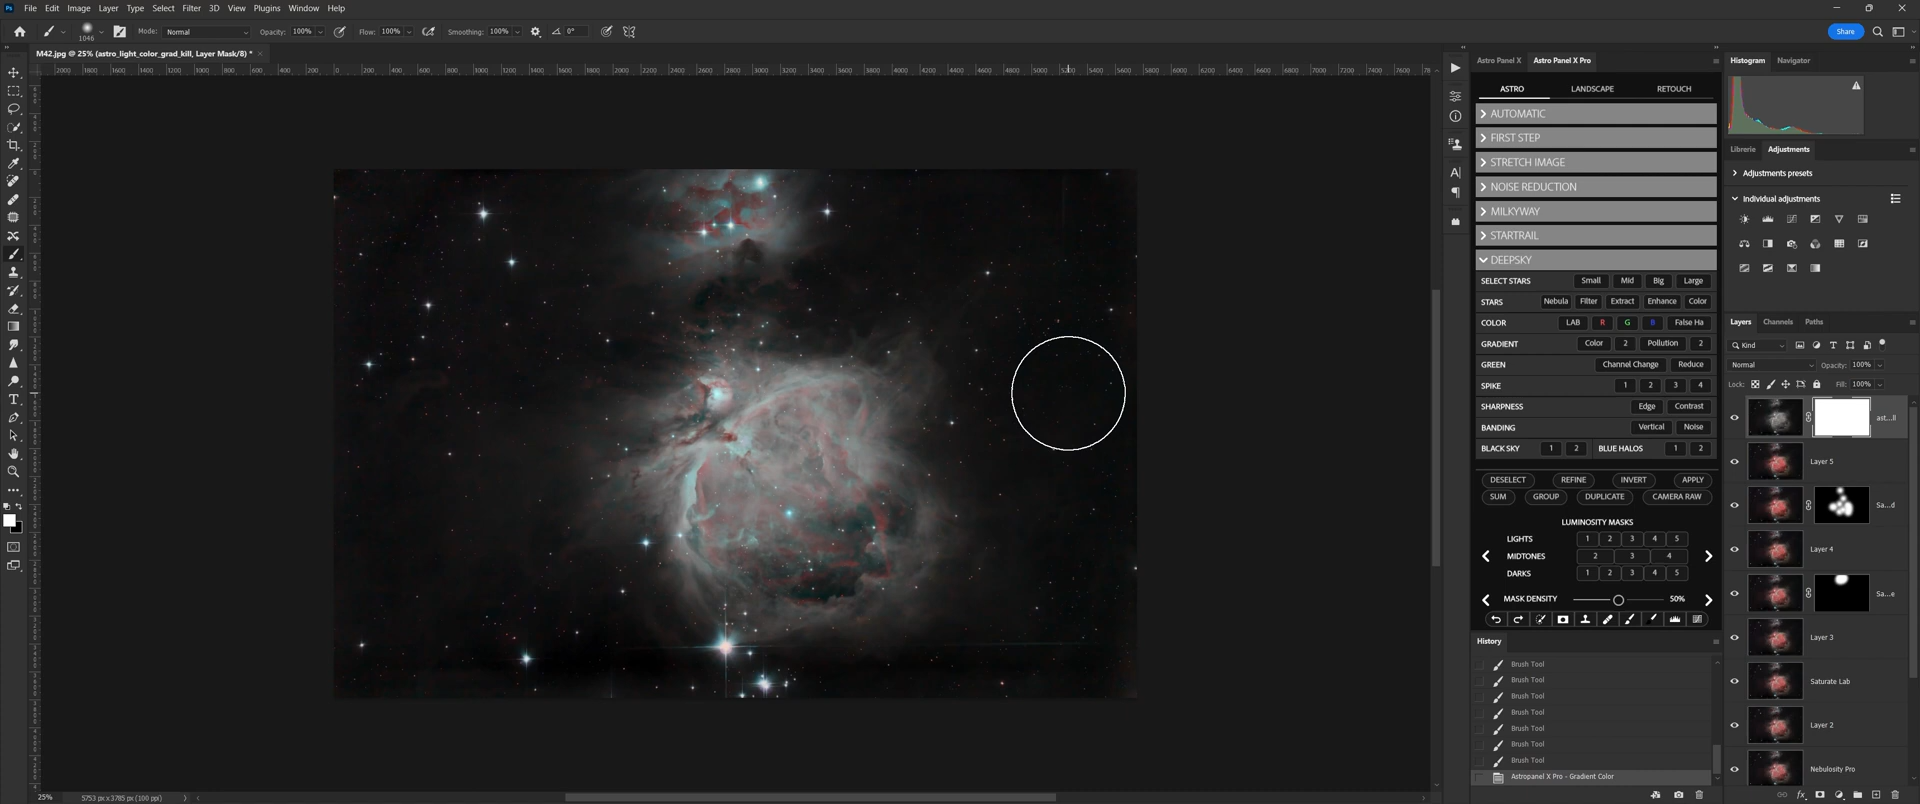 File Edit Image Layer Type Select Filter 3D View Plugins Window Help
1046 Mode: Normal Opacity: 100% Flow: 100% Smoothing: 100% 0° Share
M42.jpg @ 25% (astro_light_color_grad_kill, Layer Mask/8) *
Astro Panel X Astro Panel X Pro
ASTRO LANDSCAPE RETOUCH
AUTOMATIC
FIRST STEP
STRETCH IMAGE
NOISE REDUCTION
MILKYWAY
STARTRAIL
DEEPSKY
SELECT STARS Small Mid Big Large
STARS Nebula Filter Extract Enhance Color
COLOR LAB R G B False Ha
GRADIENT Color 2 Pollution 2
GREEN Channel Change Reduce
SPIKE 1 2 3 4
SHARPNESS Edge Contrast
BANDING Vertical Noise
BLACK SKY 1 2 BLUE HALOS 1 2
DESELECT REFINE INVERT APPLY
SUM GROUP DUPLICATE CAMERA RAW
LUMINOSITY MASKS
LIGHTS 1 2 3 4 5
MIDTONES 2 3 4
DARKS 1 2 3 4 5
MASK DENSITY 50%
History
Brush Tool
Brush Tool
Brush Tool
Brush Tool
Brush Tool
Brush Tool
Brush Tool
Astropanel X Pro - Gradient Color
Histogram Navigator
Librerie Adjustments
Adjustments presets
Individual adjustments
Layers Channels Paths
Kind
Normal Opacity: 100%
Lock: Fill: 100%
ast...ll
Layer 5
Sa...d
Layer 4
Sa...e
Layer 3
Saturate Lab
Layer 2
Nebulosity Pro
25% 5753 px x 3785 px (100 ppi)